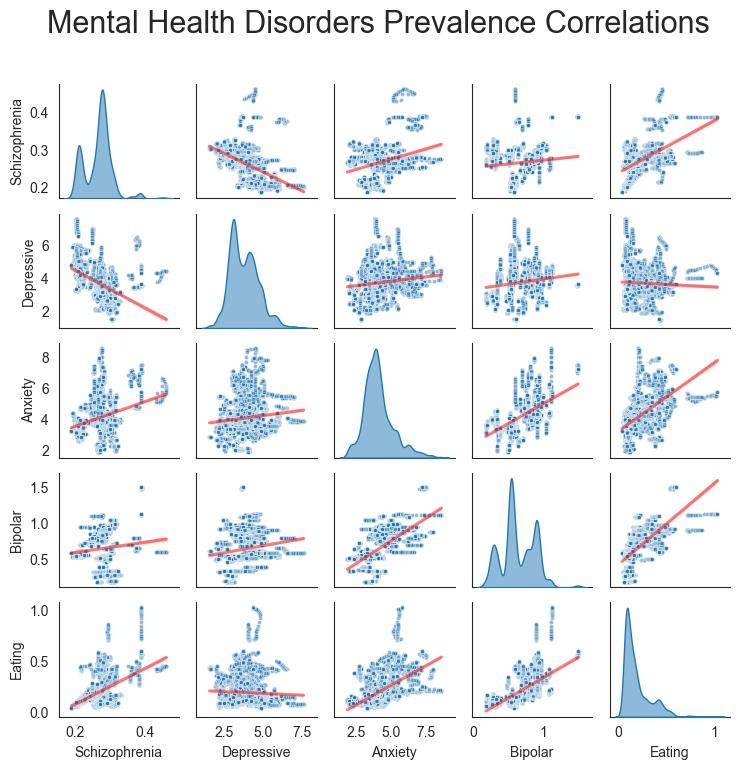 Mental Health Disorders Prevalence Correlations
Schizophrenia
0.4
0.3
0.2
Depressive
6
4
2
Anxiety
8
6
4
2
Bipolar
1.5
1.0
0.5
Eating
1.0
0.5
0.0
0.2 0.4 2.5 5.0 7.5 2.5 5.0 7.5 0 1 0 1
Schizophrenia Depressive Anxiety Bipolar Eating